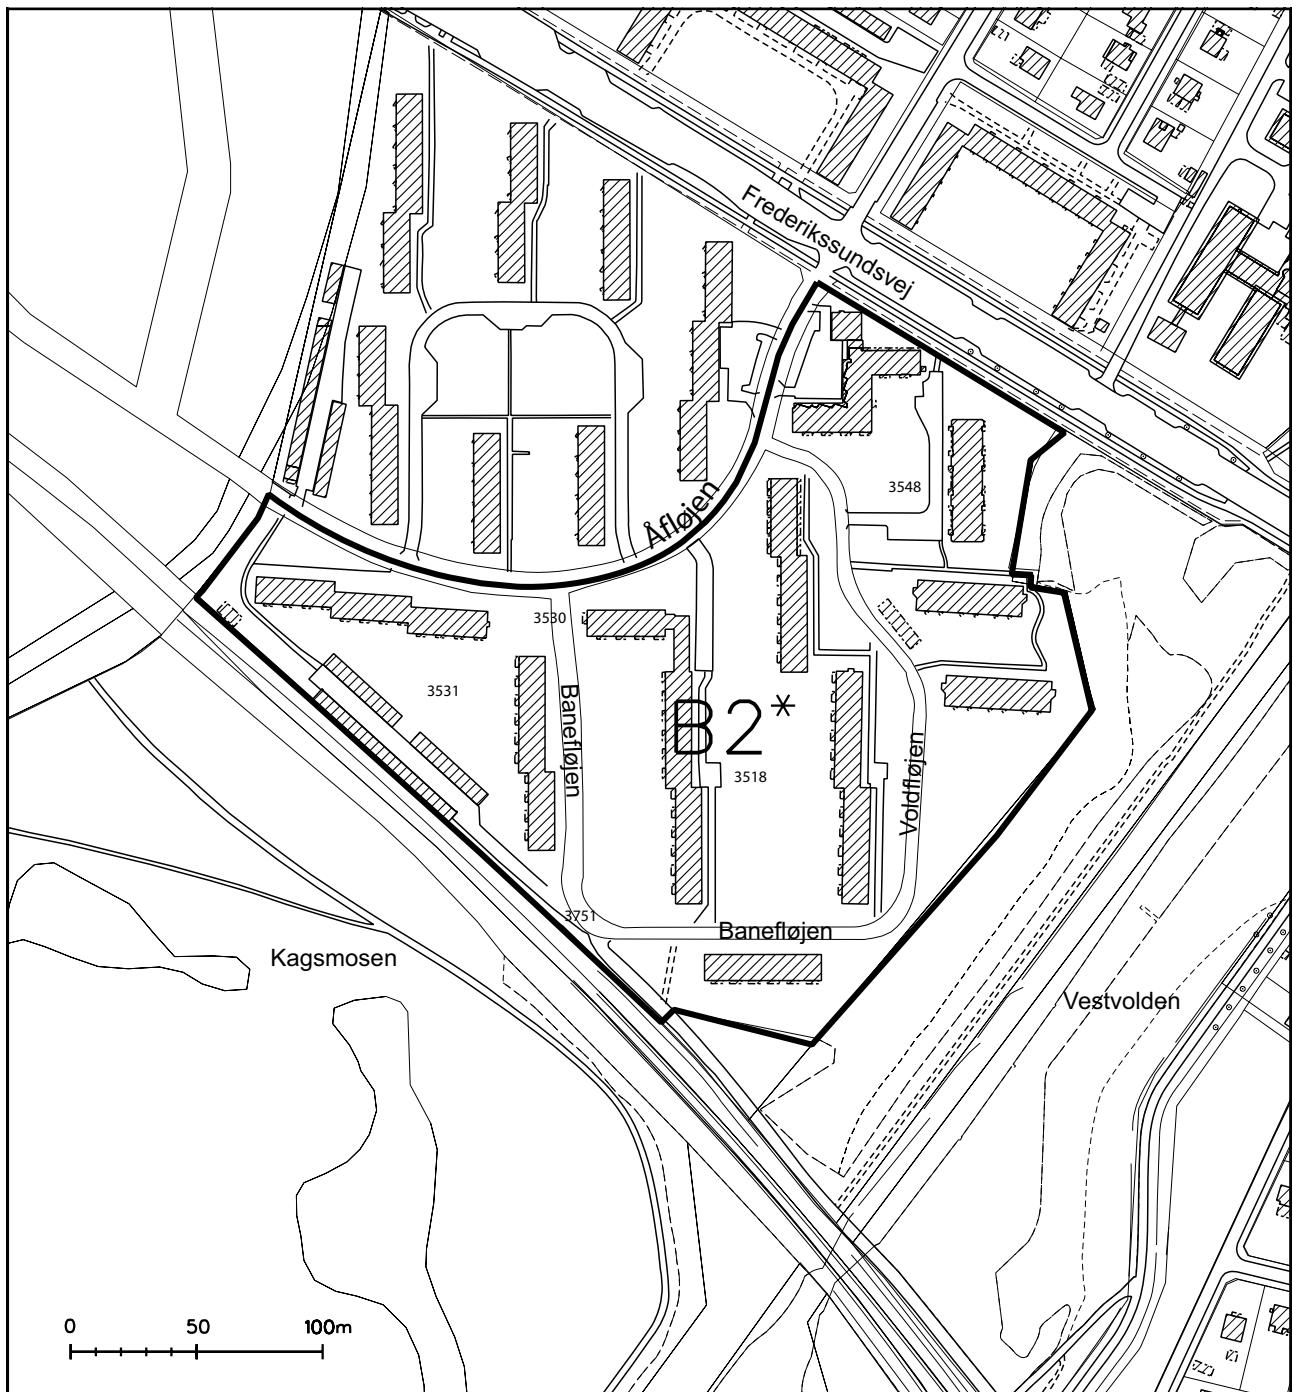 Frederikssundsvej
Åfløjen
3548
3530
3531
Banefløjen
B2*
3518
Voldfløjen
3751
Banefløjen
Kagsmosen
Vestvolden
0 50 100m